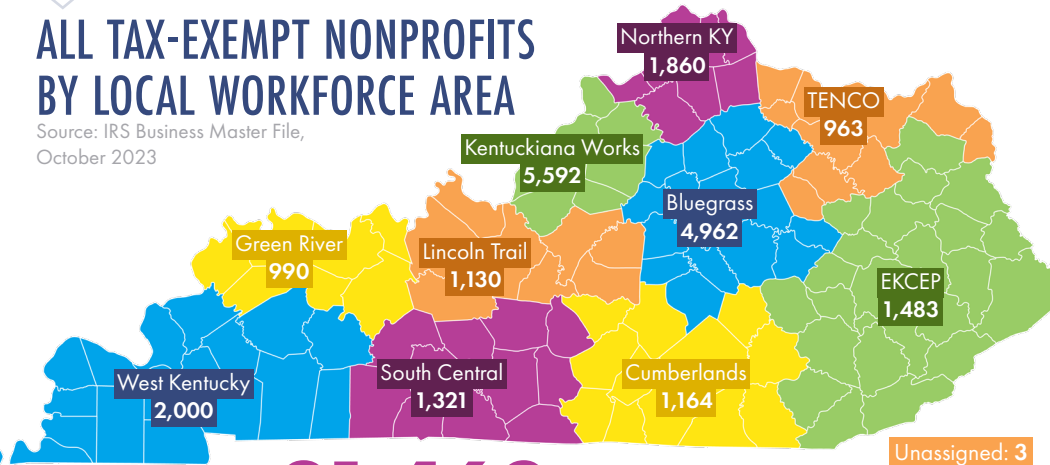 ALL TAX-EXEMPT NONPROFITS
BY LOCAL WORKFORCE AREA
Source: IRS Business Master File,
October 2023
Northern KY
1,860
TENCO
963
Kentuckiana Works
5,592
Bluegrass
4,962
Green River
990
Lincoln Trail
1,130
EKCEP
1,483
West Kentucky
2,000
South Central
1,321
Cumberlands
1,164
Unassigned: 3